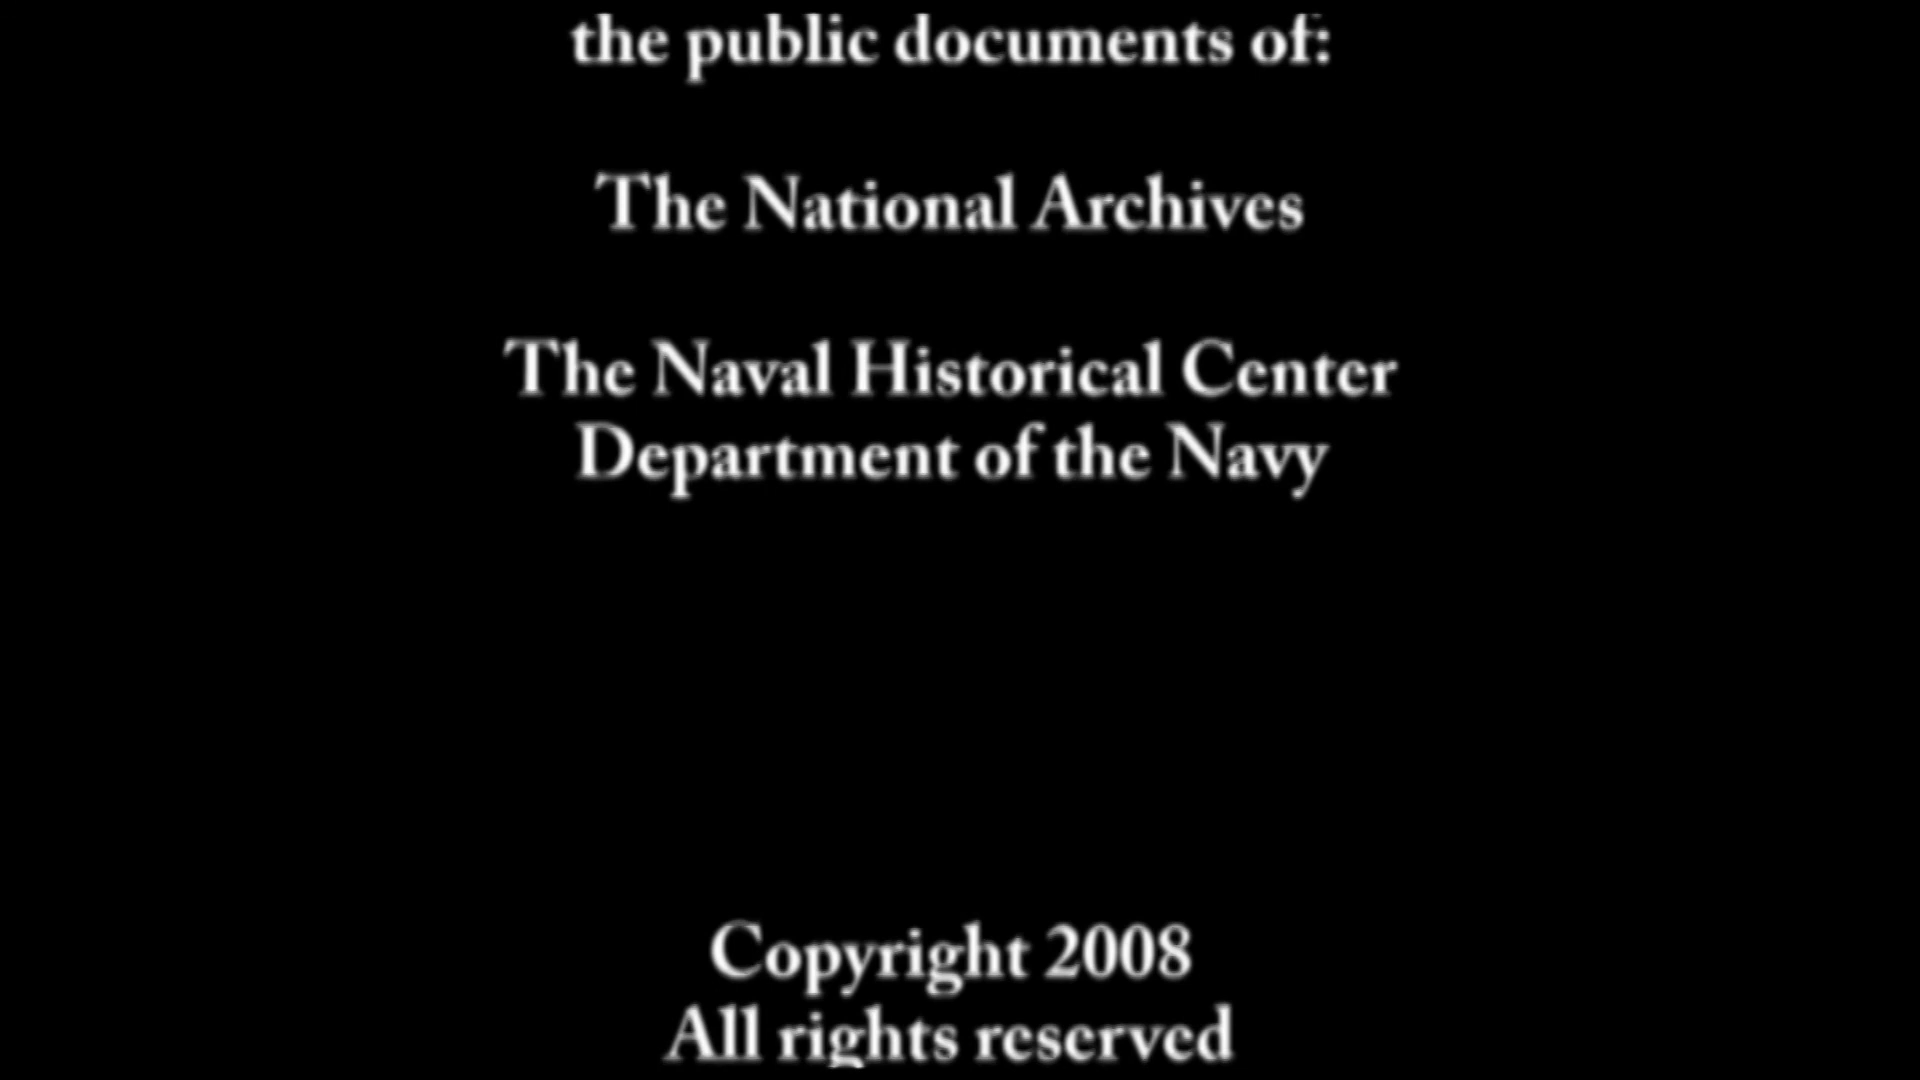 the public documents of:
The National Archives
The Naval Historical Center
Department of the Navy
Copyright 2008
All rights reserved